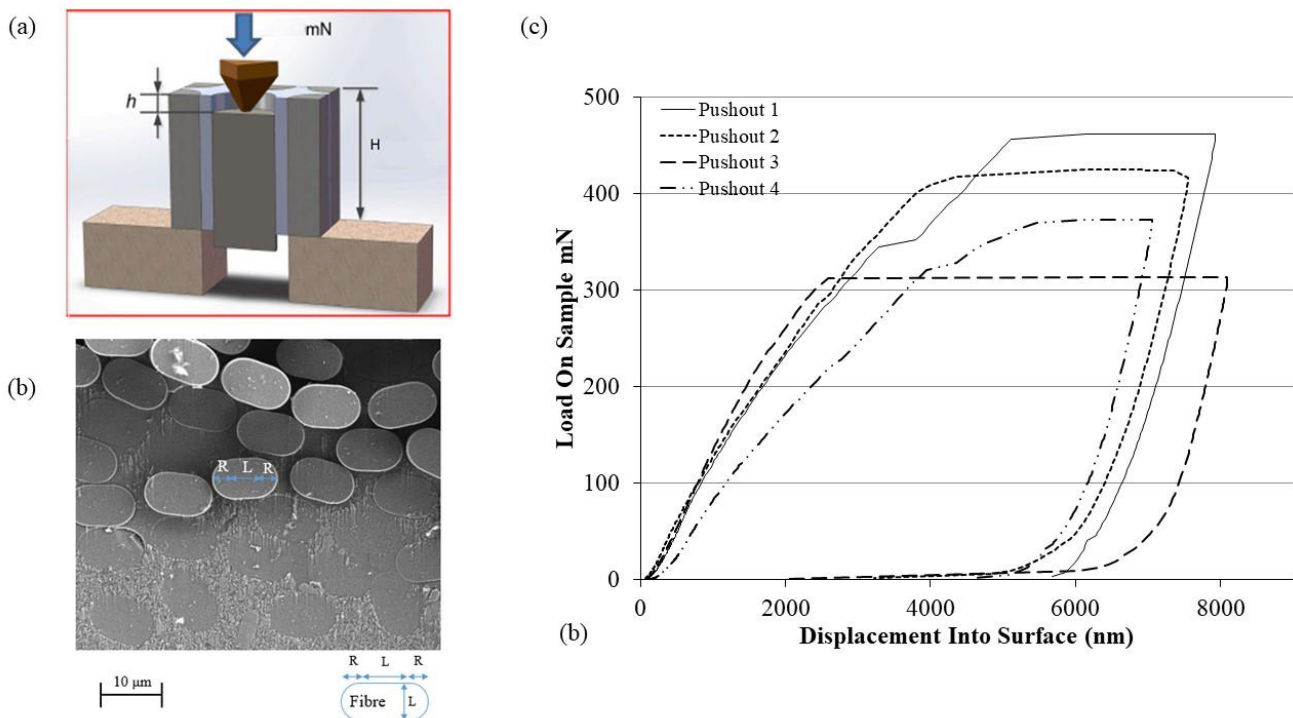 (a)
mN
h
H
(b)
R L R
10 µm
R L R
Fibre
L
(c)
500
400
300
200
100
0
Pushout 1
Pushout 2
Pushout 3
Pushout 4
Load On Sample mN
0 2000 4000 6000 8000
(b)
Displacement Into Surface (nm)